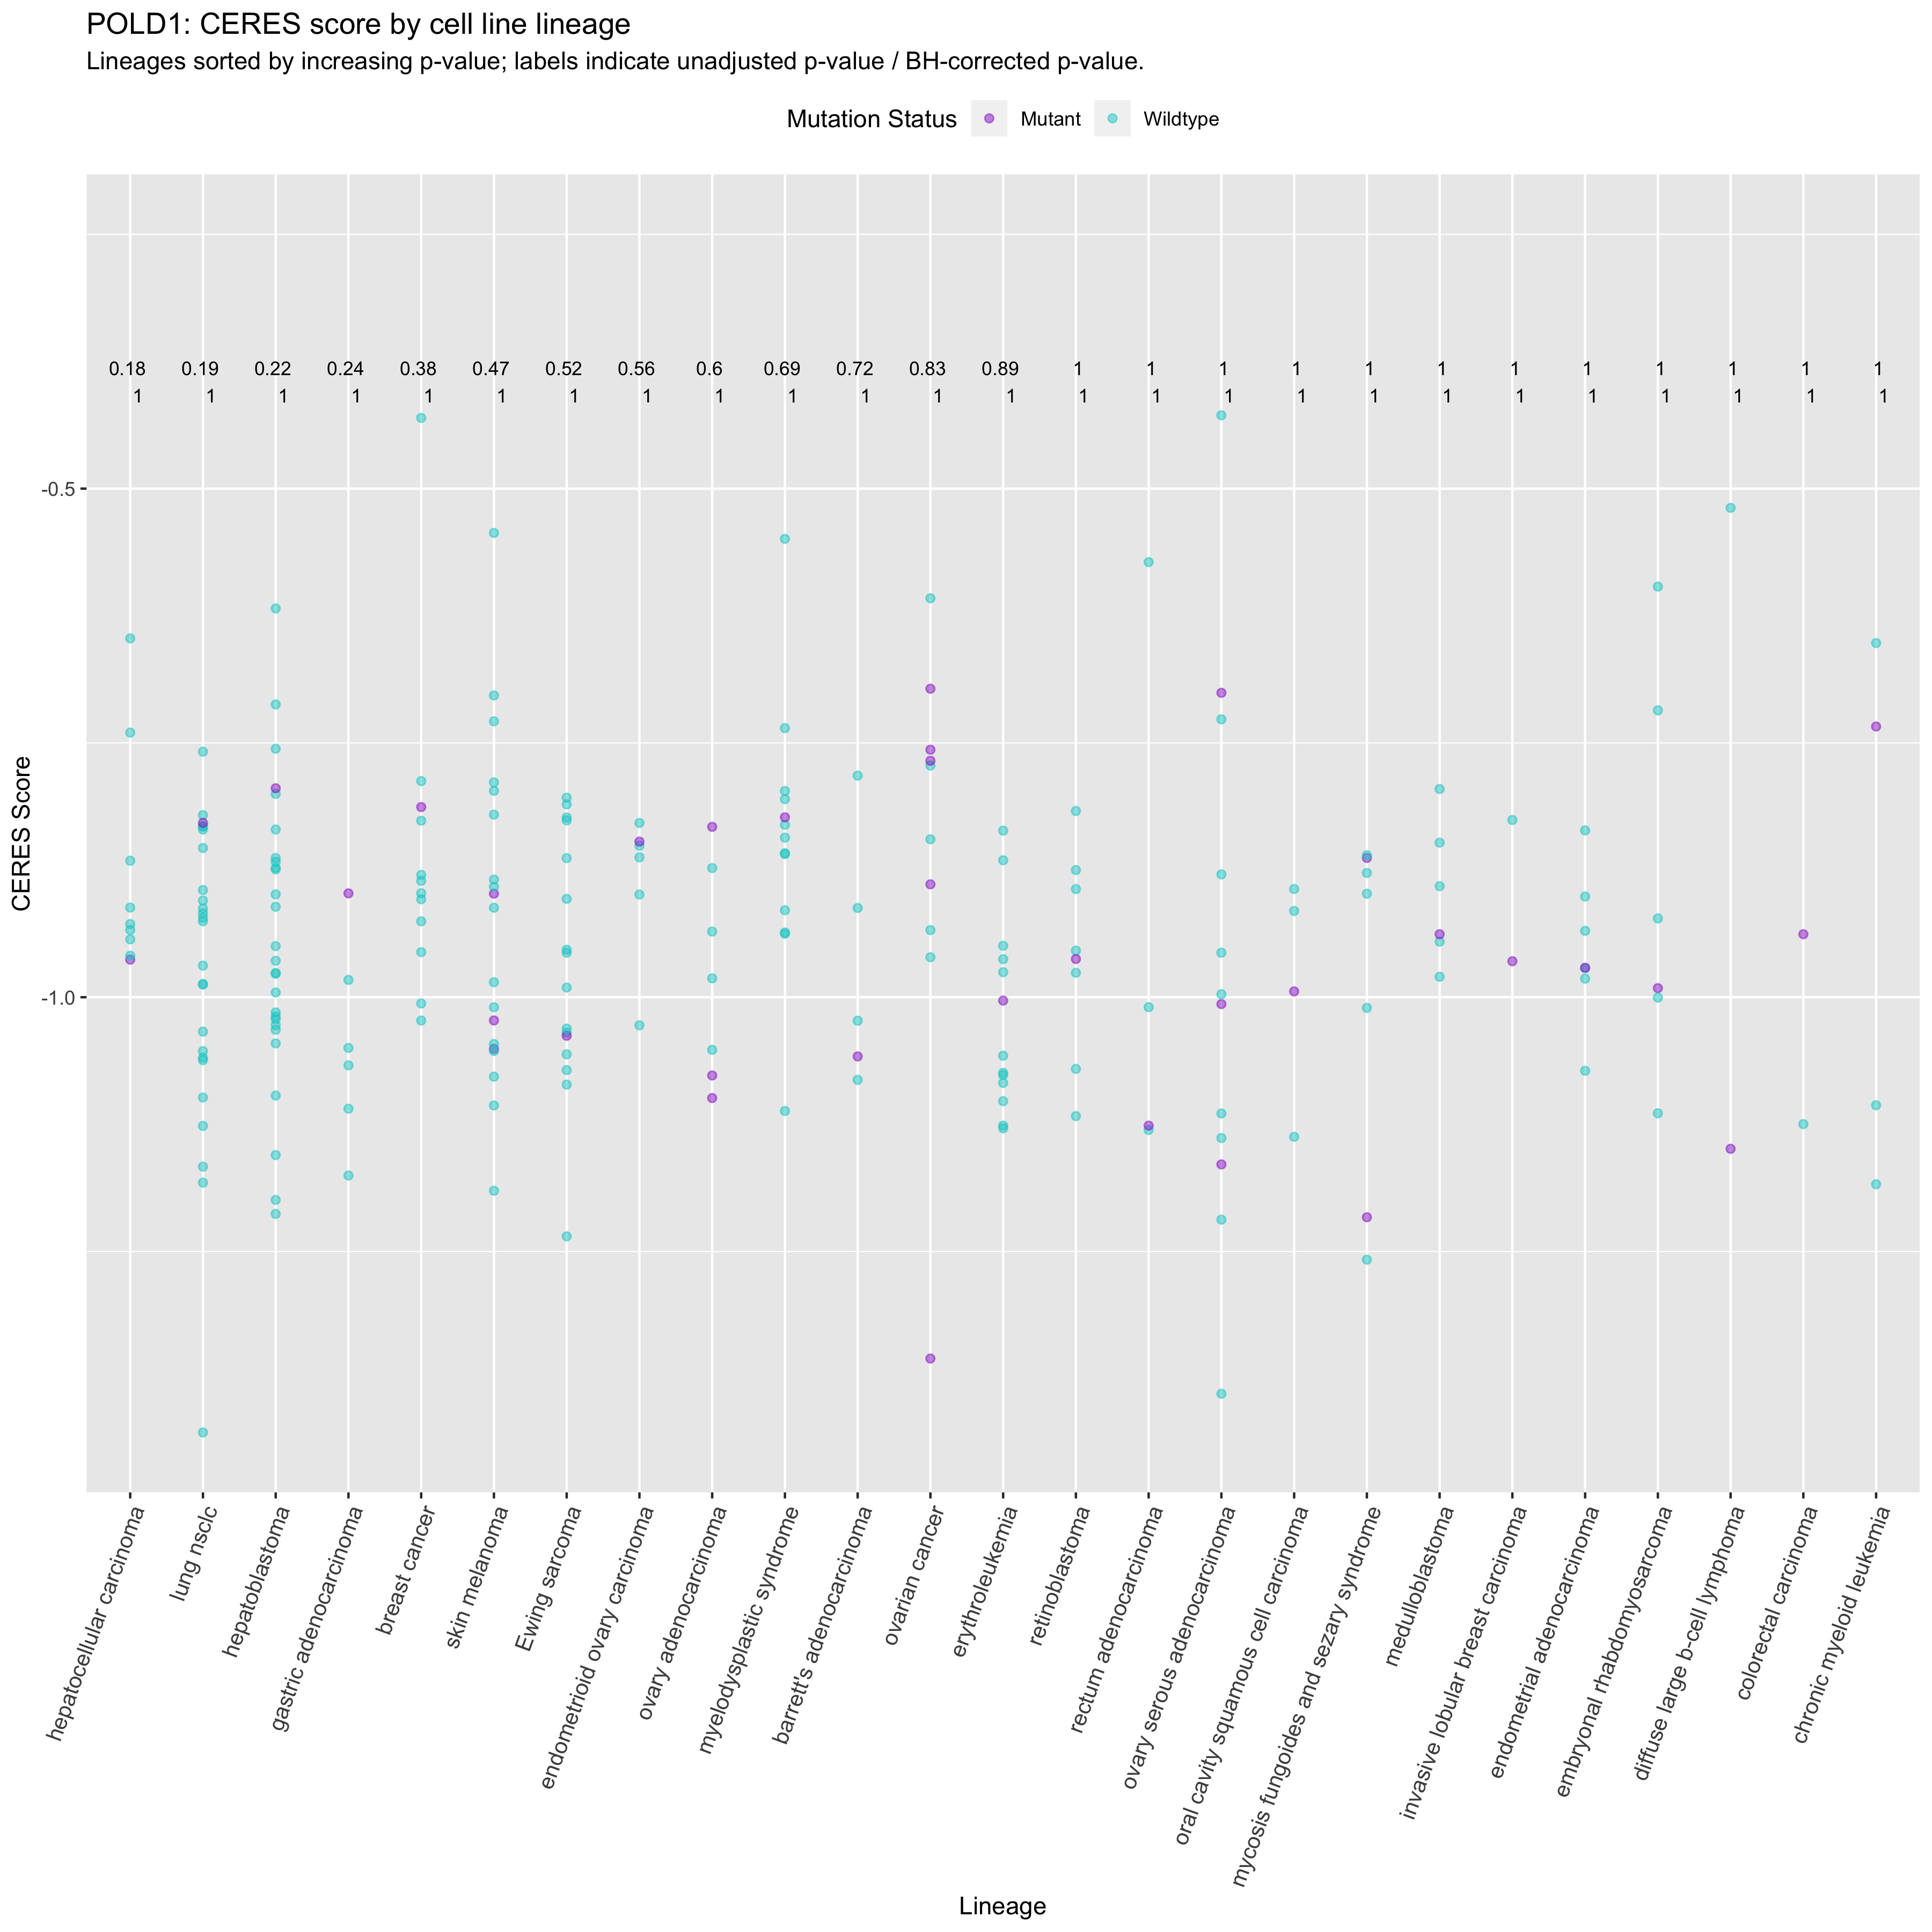 POLD1: CERES score by cell line lineage
Lineages sorted by increasing p-value; labels indicate unadjusted p-value / BH-corrected p-value.
Mutation Status Mutant Wildtype
0.18 0.19 0.22 0.24 0.38 0.47 0.52 0.56 0.6 0.69 0.72 0.83 0.89 1 1 1 1 1 1 1 1 1 1 1 1
1 1 1 1 1 1 1 1 1 1 1 1 1 1 1 1 1 1 1 1 1 1 1 1 1
-0.5
-1.0
CERES Score
hepatocellular carcinoma
lung nsclc
hepatoblastoma
gastric adenocarcinoma
breast cancer
skin melanoma
Ewing sarcoma
endometrioid ovary carcinoma
ovary adenocarcinoma
myelodysplastic syndrome
barrett's adenocarcinoma
ovarian cancer
erythroleukemia
retinoblastoma
rectum adenocarcinoma
ovary serous adenocarcinoma
oral cavity squamous cell carcinoma
mycosis fungoides and sezary syndrome
medulloblastoma
invasive lobular breast carcinoma
endometrial adenocarcinoma
embryonal rhabdomyosarcoma
diffuse large b-cell lymphoma
colorectal carcinoma
chronic myeloid leukemia
Lineage